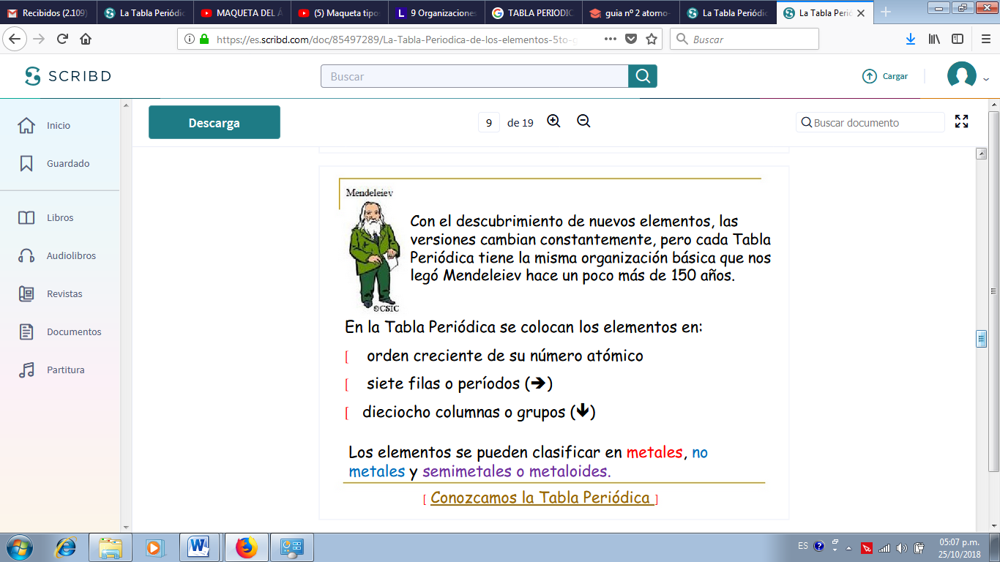 Recibidos (2.109)
La Tabla Periódic
MAQUETA DEL Á
(5) Maqueta tipos
9 Organizaciones
TABLA PERIODIC
guia nº 2 atomo-
La Tabla Periódic
La Tabla Perió
https://es.scribd.com/doc/85497289/La-Tabla-Periodica-de-los-elementos-5to-g
Buscar
SCRIBD
Buscar
Cargar
Inicio
Guardado
Libros
Audiolibros
Revistas
Documentos
Partitura
Descarga
9 de 19
Buscar documento
Mendeleiev
©CSIC
Con el descubrimiento de nuevos elementos, las
versiones cambian constantemente, pero cada Tabla
Periódica tiene la misma organización básica que nos
legó Mendeleiev hace un poco más de 150 años.
En la Tabla Periódica se colocan los elementos en:
[ orden creciente de su número atómico
[ siete filas o períodos (➔)
[ dieciocho columnas o grupos (🡫)
Los elementos se pueden clasificar en metales, no
metales y semimetales o metaloides.
[ Conozcamos la Tabla Periódica ]
ES
05:07 p.m.
25/10/2018